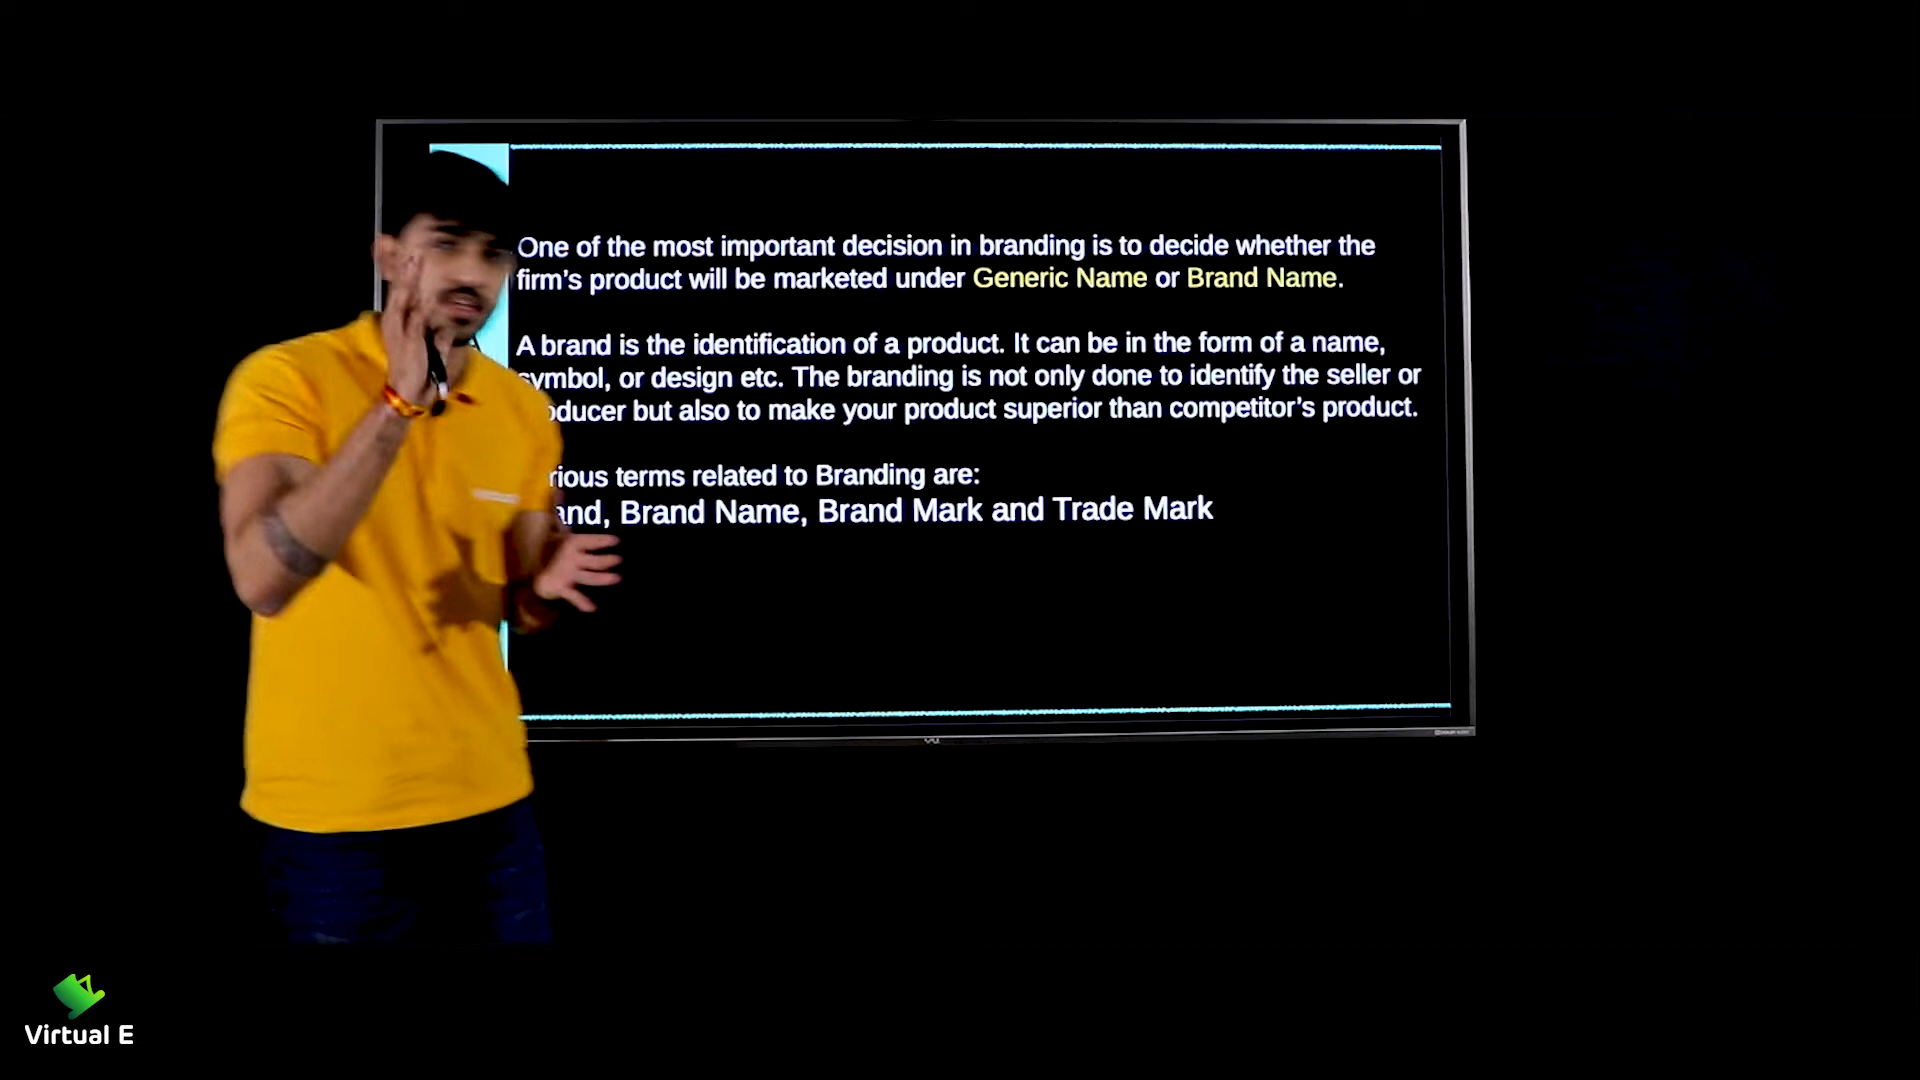 One of the most important decision in branding is to decide whether the
firm's product will be marketed under Generic Name or Brand Name.
A brand is the identification of a product. It can be in the form of a name,
symbol, or design etc. The branding is not only done to identify the seller or
oducer but also to make your product superior than competitor's product.
rious terms related to Branding are:
and, Brand Name, Brand Mark and Trade Mark
VU
Virtual E